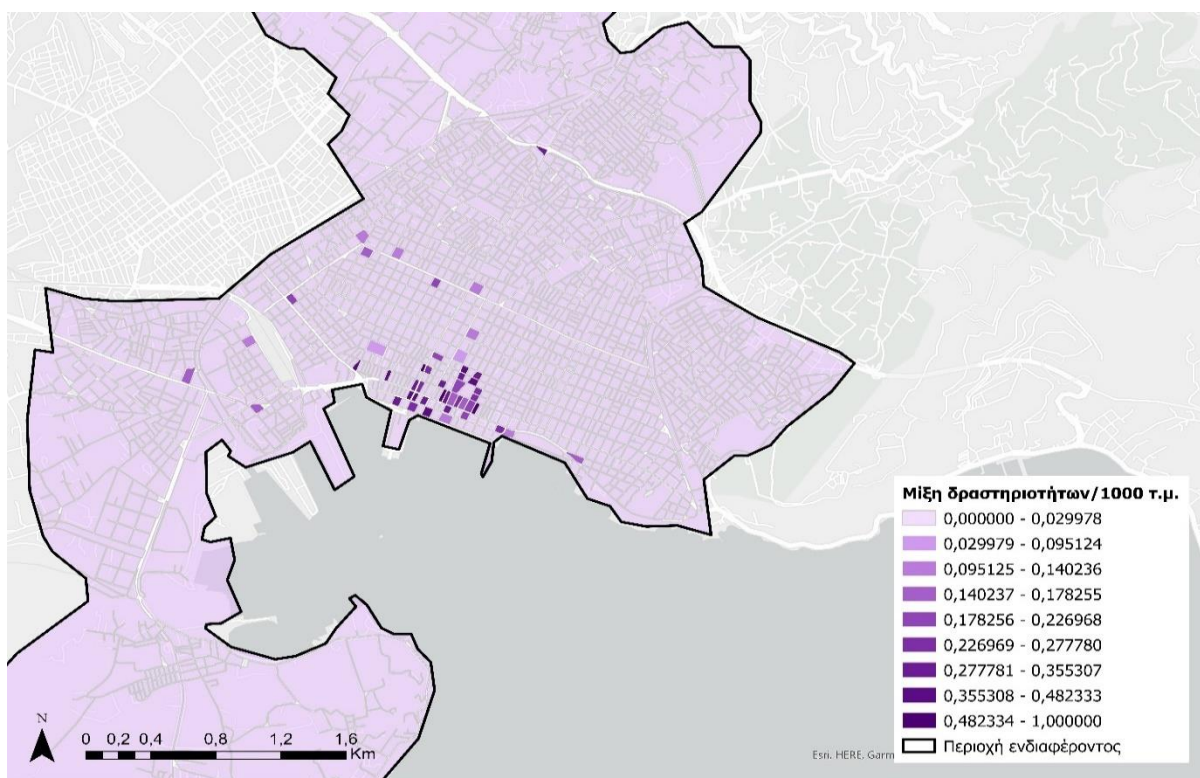 Μίξη δραστηριοτήτων/1000 τ.μ.
0,000000 - 0,029978
0,029979 - 0,095124
0,095125 - 0,140236
0,140237 - 0,178255
0,178256 - 0,226968
0,226969 - 0,277780
0,277781 - 0,355307
0,355308 - 0,482333
0,482334 - 1,000000
Περιοχή ενδιαφέροντος
N
0 0,2 0,4 0,8 1,2 1,6
Km
Esri, HERE, Garm